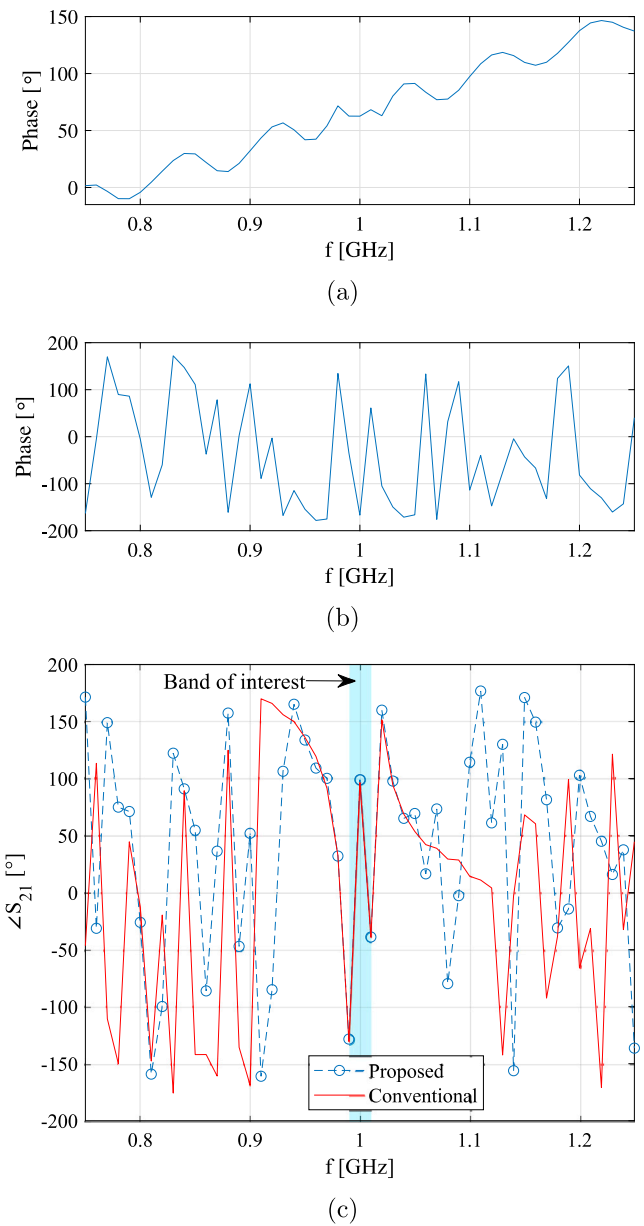 150
100
50
0
Phase [°]
0.8 0.9 1 1.1 1.2
f [GHz]
(a)
200
100
0
-100
-200
Phase [°]
0.8 0.9 1 1.1 1.2
f [GHz]
(b)
200
150
100
50
0
-50
-100
-150
-200
∠S21 [°]
Band of interest
Proposed
Conventional
0.8 0.9 1 1.1 1.2
f [GHz]
(c)